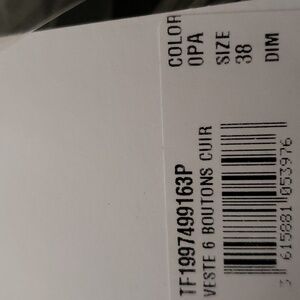 COLOR
OPA
SIZE
38
DIM
TF1997499163P
VESTE 6 BOUTONS CUIR
3 615881 053976